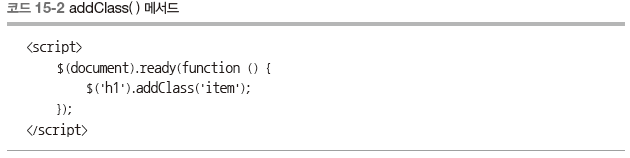 코드 15-2 addClass( ) 메서드
<script>
$(document).ready(function () {
$('h1').addClass('item');
});
</script>